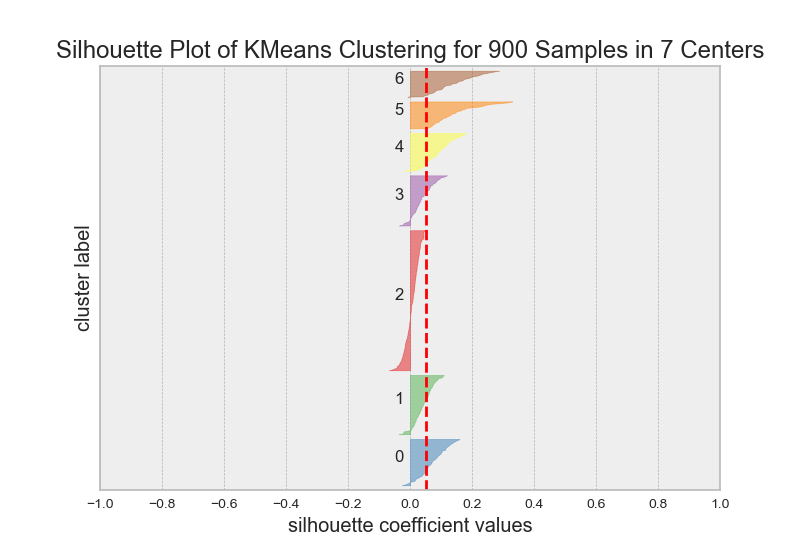 Silhouette Plot of KMeans Clustering for 900 Samples in 7 Centers
6
5
4
3
2
1
0
cluster label
−1.0 −0.8 −0.6 −0.4 −0.2 0.0 0.2 0.4 0.6 0.8 1.0
silhouette coefficient values